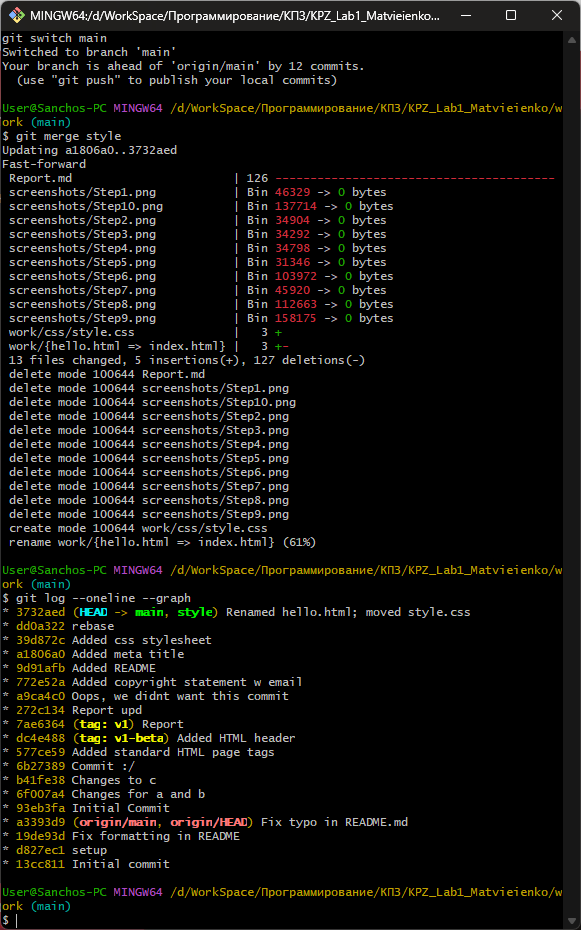 MINGW64:/d/WorkSpace/Программирование/КПЗ/KPZ_Lab1_Matvieienko...
git switch main
Switched to branch 'main'
Your branch is ahead of 'origin/main' by 12 commits.
  (use "git push" to publish your local commits)
User@Sanchos-PC MINGW64 /d/WorkSpace/Программирование/КПЗ/KPZ_Lab1_Matvieienko/w
ork (main)
$ git merge style
Updating a1806a0..3732aed
Fast-forward
 Report.md                       | 126 ----------------------------------------
 screenshots/Step1.png           | Bin 46329 -> 0 bytes
 screenshots/Step10.png          | Bin 137714 -> 0 bytes
 screenshots/Step2.png           | Bin 34904 -> 0 bytes
 screenshots/Step3.png           | Bin 34292 -> 0 bytes
 screenshots/Step4.png           | Bin 34798 -> 0 bytes
 screenshots/Step5.png           | Bin 31346 -> 0 bytes
 screenshots/Step6.png           | Bin 103972 -> 0 bytes
 screenshots/Step7.png           | Bin 45920 -> 0 bytes
 screenshots/Step8.png           | Bin 112663 -> 0 bytes
 screenshots/Step9.png           | Bin 158175 -> 0 bytes
 work/css/style.css              |   3 +
 work/{hello.html => index.html} |   3 +-
 13 files changed, 5 insertions(+), 127 deletions(-)
 delete mode 100644 Report.md
 delete mode 100644 screenshots/Step1.png
 delete mode 100644 screenshots/Step10.png
 delete mode 100644 screenshots/Step2.png
 delete mode 100644 screenshots/Step3.png
 delete mode 100644 screenshots/Step4.png
 delete mode 100644 screenshots/Step5.png
 delete mode 100644 screenshots/Step6.png
 delete mode 100644 screenshots/Step7.png
 delete mode 100644 screenshots/Step8.png
 delete mode 100644 screenshots/Step9.png
 create mode 100644 work/css/style.css
 rename work/{hello.html => index.html} (61%)
User@Sanchos-PC MINGW64 /d/WorkSpace/Программирование/КПЗ/KPZ_Lab1_Matvieienko/w
ork (main)
$ git log --oneline --graph
* 3732aed (HEAD -> main, style) Renamed hello.html; moved style.css
* dd0a322 rebase
* 39d872c Added css stylesheet
* a1806a0 Added meta title
* 9d91afb Added README
* 772e52a Added copyright statement w email
* a9ca4c0 Oops, we didnt want this commit
* 272c134 Report upd
* 7ae6364 (tag: v1) Report
* dc4e488 (tag: v1-beta) Added HTML header
* 577ce59 Added standard HTML page tags
* 6b27389 Commit :/
* b41fe38 Changes to c
* 6f007a4 Changes for a and b
* 93eb3fa Initial Commit
* a3393d9 (origin/main, origin/HEAD) Fix typo in README.md
* 19de93d Fix formatting in README
* d827ec1 setup
* 13cc811 Initial commit
User@Sanchos-PC MINGW64 /d/WorkSpace/Программирование/КПЗ/KPZ_Lab1_Matvieienko/w
ork (main)
$